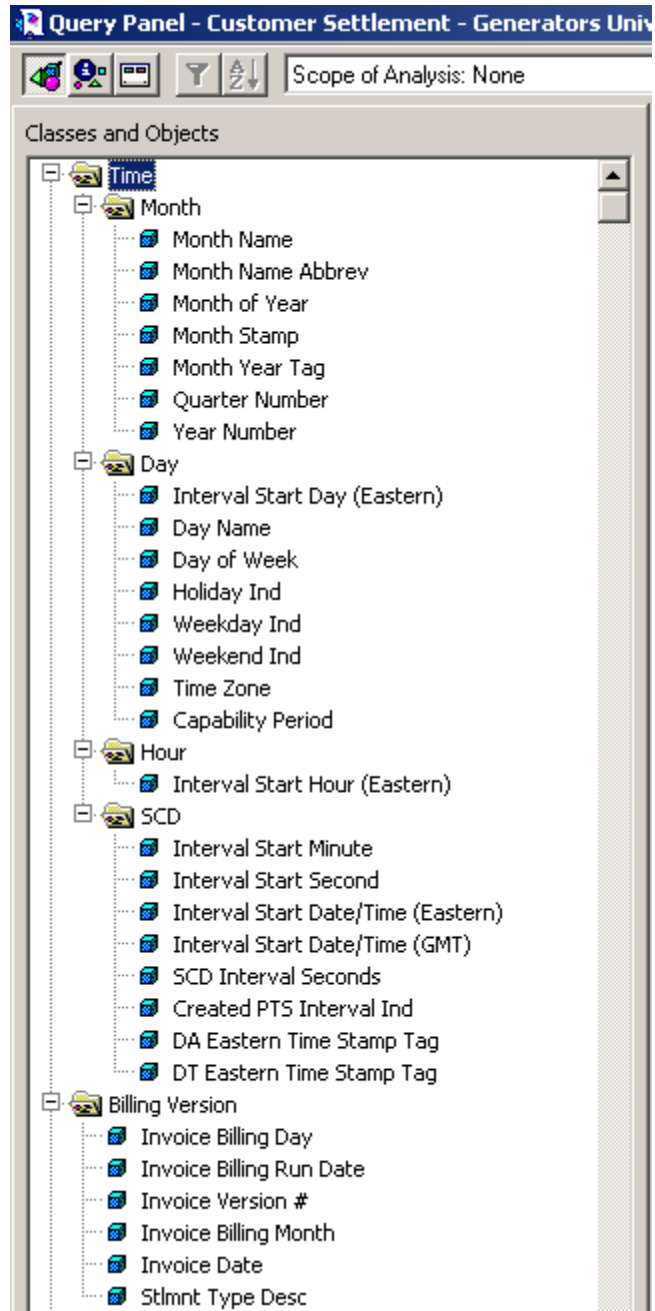 Query Panel - Customer Settlement - Generators Univ
Scope of Analysis: None
Classes and Objects
Time
Month
Month Name
Month Name Abbrev
Month of Year
Month Stamp
Month Year Tag
Quarter Number
Year Number
Day
Interval Start Day (Eastern)
Day Name
Day of Week
Holiday Ind
Weekday Ind
Weekend Ind
Time Zone
Capability Period
Hour
Interval Start Hour (Eastern)
SCD
Interval Start Minute
Interval Start Second
Interval Start Date/Time (Eastern)
Interval Start Date/Time (GMT)
SCD Interval Seconds
Created PTS Interval Ind
DA Eastern Time Stamp Tag
DT Eastern Time Stamp Tag
Billing Version
Invoice Billing Day
Invoice Billing Run Date
Invoice Version #
Invoice Billing Month
Invoice Date
Stlmnt Type Desc